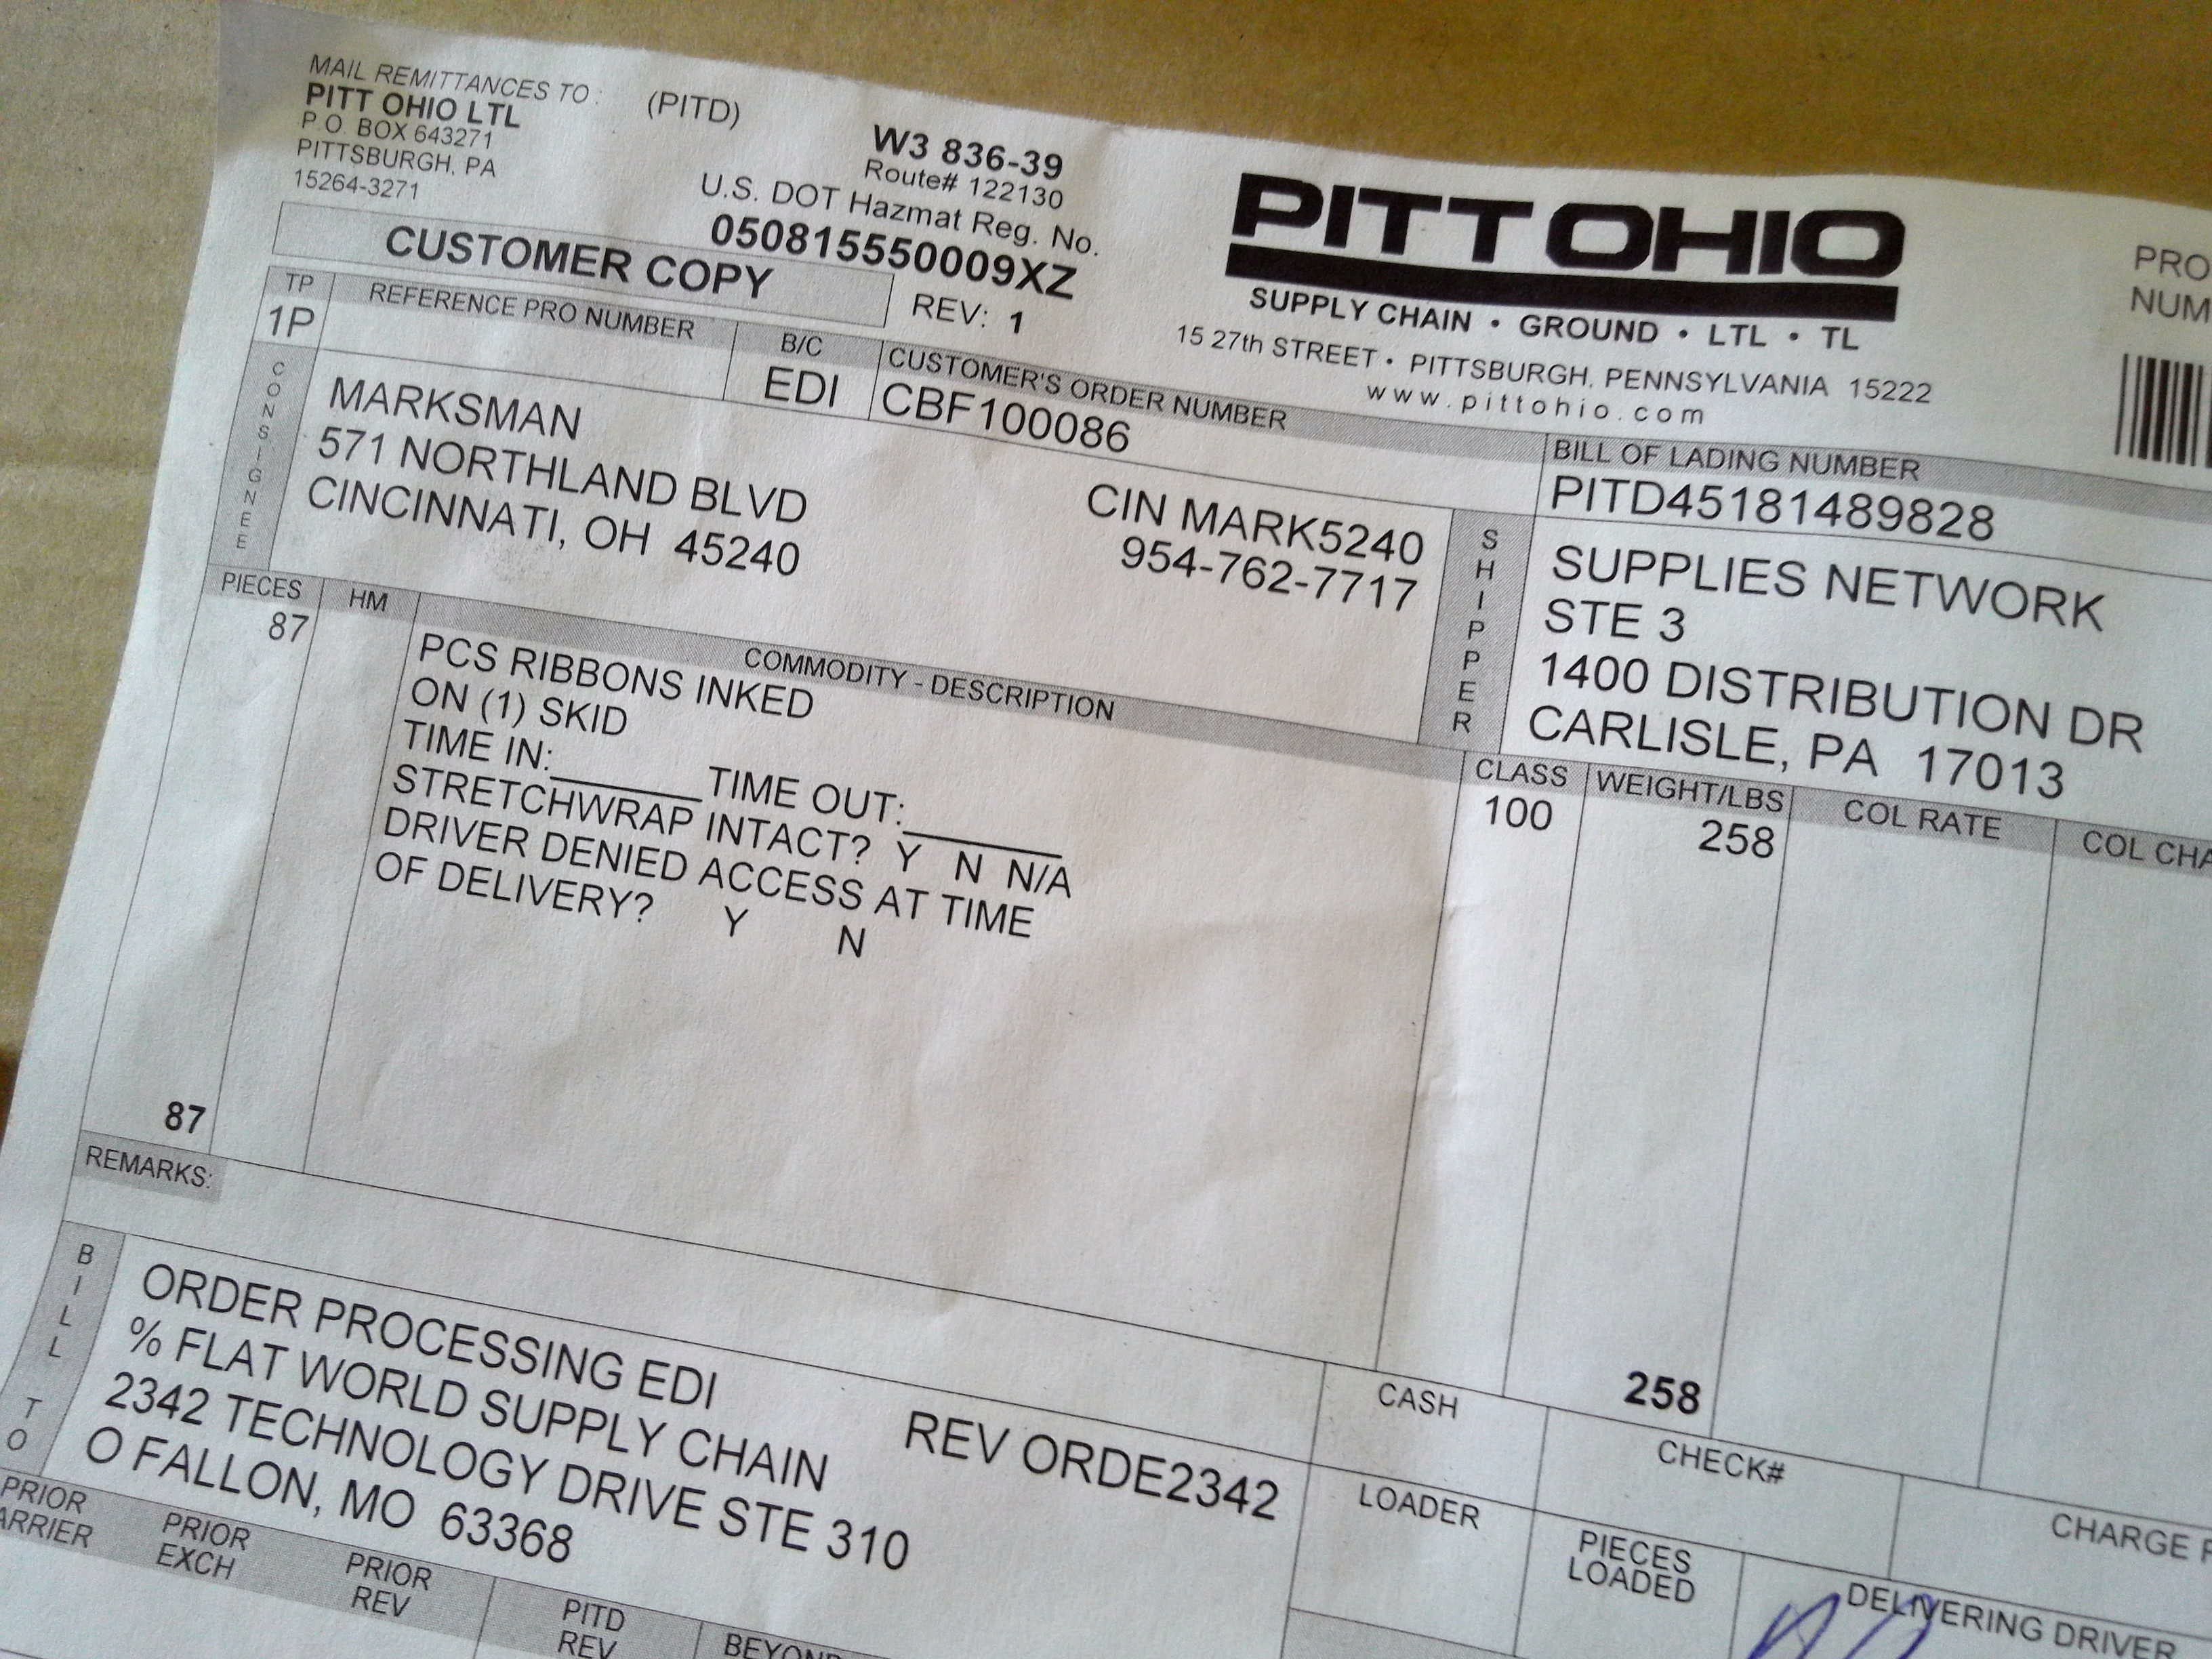 MAIL REMITTANCES TO :
PITT OHIO LTL
P.O. BOX 643271
PITTSBURGH, PA
15264-3271
(PITD)
W3 836-39
Route# 122130
U.S. DOT Hazmat Reg. No.
050815550009XZ
REV: 1
CUSTOMER COPY
PITT OHIO
SUPPLY CHAIN • GROUND • LTL • TL
15 27th STREET • PITTSBURGH, PENNSYLVANIA 15222
www.pittohio.com
PRO
TP
1P
REFERENCE PRO NUMBER
B/C
EDI
CUSTOMER'S ORDER NUMBER
CBF100086
BILL OF LADING NUMBER
PITD45181489828
CONSIGNEE
MARKSMAN
571 NORTHLAND BLVD
CINCINNATI, OH 45240
CIN MARK5240
954-762-7717
SHIPPER
SUPPLIES NETWORK
STE 3
1400 DISTRIBUTION DR
CARLISLE, PA 17013
PIECES
87
HM
COMMODITY - DESCRIPTION
PCS RIBBONS INKED
ON (1) SKID
TIME IN:______ TIME OUT:______
STRETCHWRAP INTACT? Y N N/A
DRIVER DENIED ACCESS AT TIME
OF DELIVERY? Y N
CLASS
100
WEIGHT/LBS
258
COL RATE
COL
87
258
REMARKS:
BILL TO
ORDER PROCESSING EDI
% FLAT WORLD SUPPLY CHAIN
2342 TECHNOLOGY DRIVE STE 310
O FALLON, MO 63368
REV ORDE2342
CASH
CHECK#
CHARGE
LOADER
PIECES
LOADED
DELIVERING DRIVER
PRIOR
PRIOR
EXCH
PRIOR
REV
PITD
REV